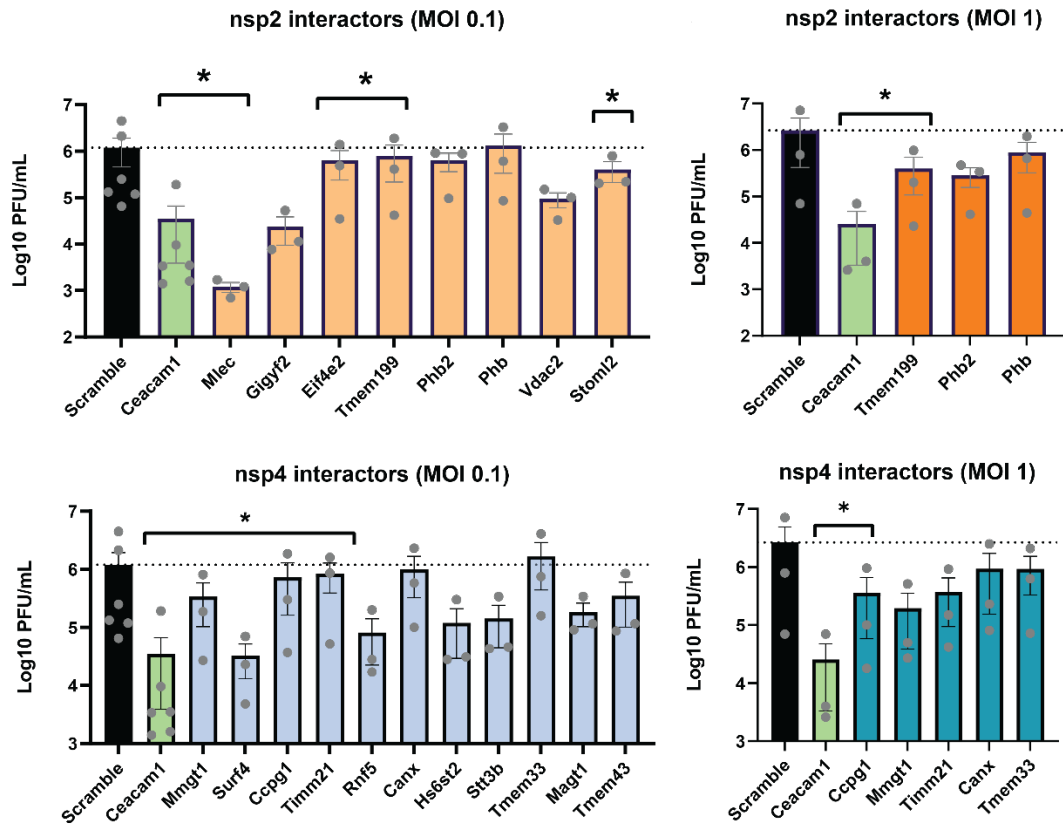 nsp2 interactors (MOI 0.1)
*
*
*
Log10 PFU/mL
7
6
5
4
3
2
Scramble
Ceacam1
Mlec
Gigyf2
Eif4e2
Tmem199
Phb2
Phb
Vdac2
Stoml2
nsp2 interactors (MOI 1)
*
Log10 PFU/mL
7
6
5
4
3
2
Scramble
Ceacam1
Tmem199
Phb2
Phb
nsp4 interactors (MOI 0.1)
*
Log10 PFU/mL
7
6
5
4
3
Scramble
Ceacam1
Mmgt1
Surf4
Ccpg1
Timm21
Rnf5
Canx
Hs6st2
Stt3b
Tmem33
Magt1
Tmem43
nsp4 interactors (MOI 1)
*
Log10 PFU/mL
7
6
5
4
3
Scramble
Ceacam1
Ccpg1
Mmgt1
Timm21
Canx
Tmem33